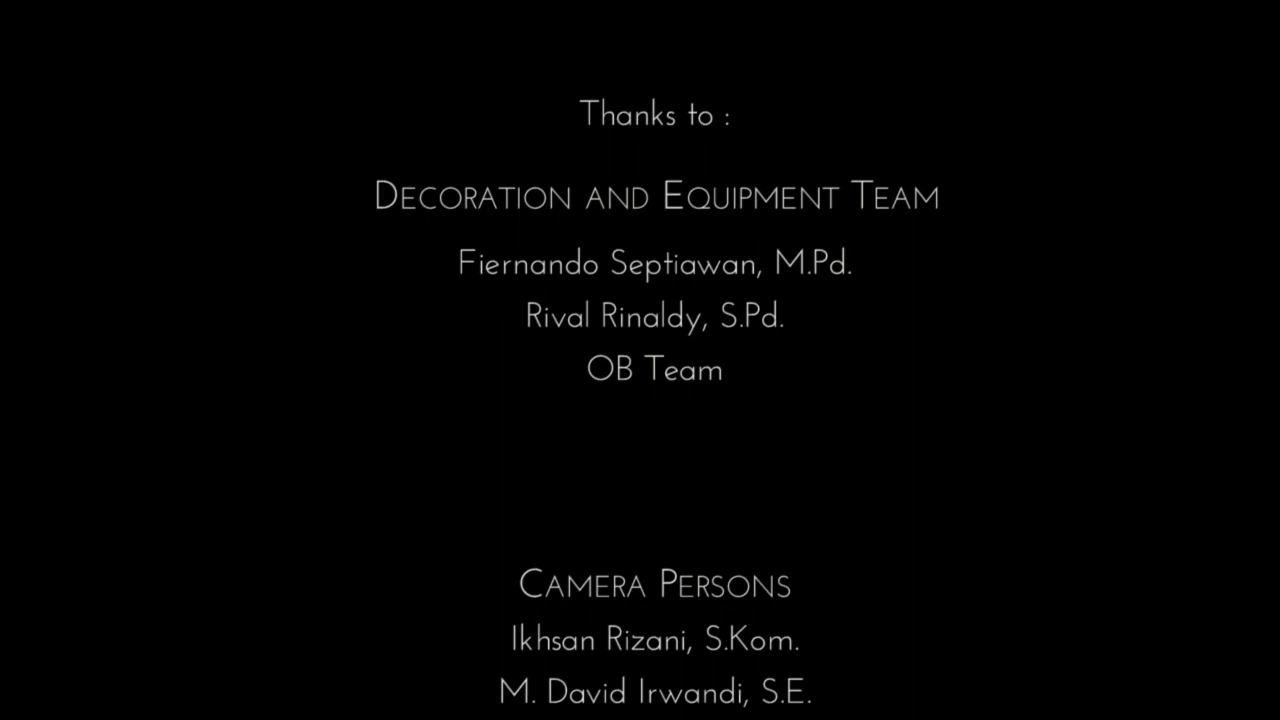 Thanks to :
Decoration and Equipment Team
Fiernando Septiawan, M.Pd.
Rival Rinaldy, S.Pd.
OB Team
Camera Persons
Ikhsan Rizani, S.Kom.
M. David Irwandi, S.E.